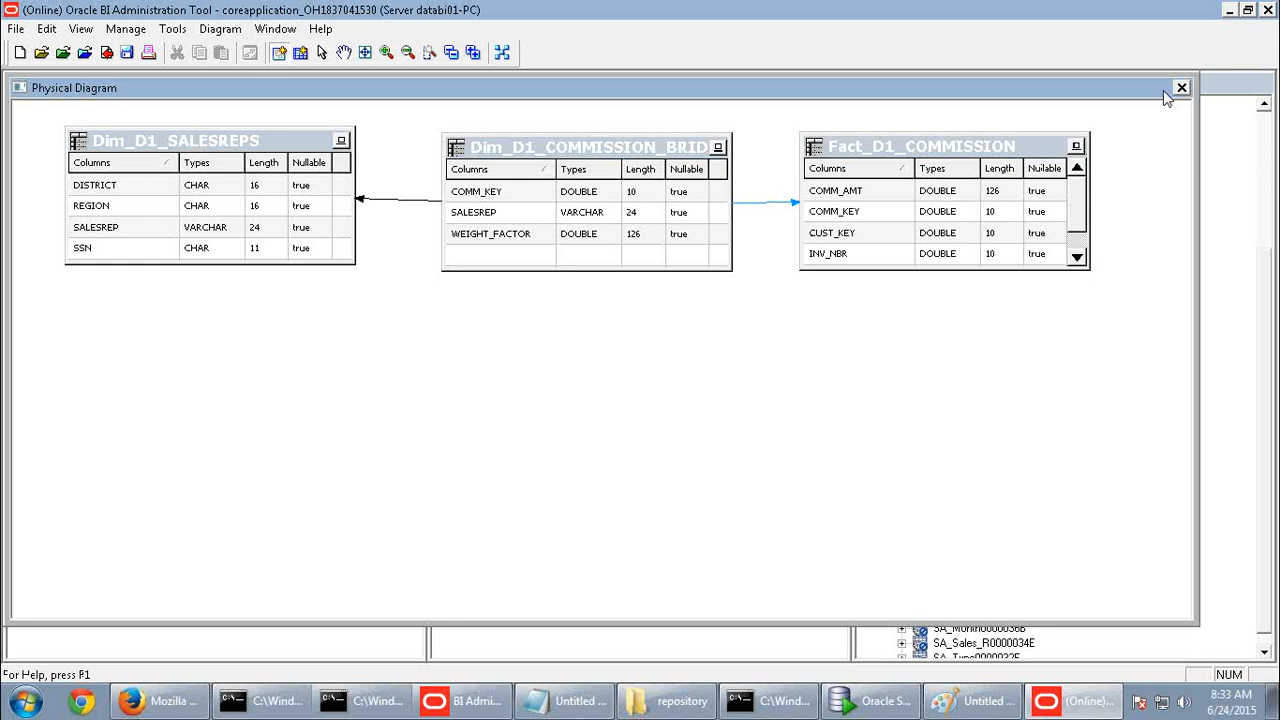 (Online) Oracle BI Administration Tool - coreapplication_OH1837041530 (Server databi01-PC)
File Edit View Manage Tools Diagram Window Help
Physical Diagram
Dim_D1_SALESREPS
Columns Types Length Nullable
DISTRICT CHAR 16 true
REGION CHAR 16 true
SALESREP VARCHAR 24 true
SSN CHAR 11 true
Dim_D1_COMMISSION_BRID
Columns Types Length Nullable
COMM_KEY DOUBLE 10 true
SALESREP VARCHAR 24 true
WEIGHT_FACTOR DOUBLE 126 true
Fact_D1_COMMISSION
Columns Types Length Nullable
COMM_AMT DOUBLE 126 true
COMM_KEY DOUBLE 10 true
CUST_KEY DOUBLE 10 true
INV_NBR DOUBLE 10 true
SA_Sales_R0000034E
For Help, press F1
NUM
Mozilla ... C:\Wind... C:\Wind... BI Admi... Untitled ... repository C:\Wind... Oracle S... Untitled ... (Online)...
8:33 AM
6/24/2015